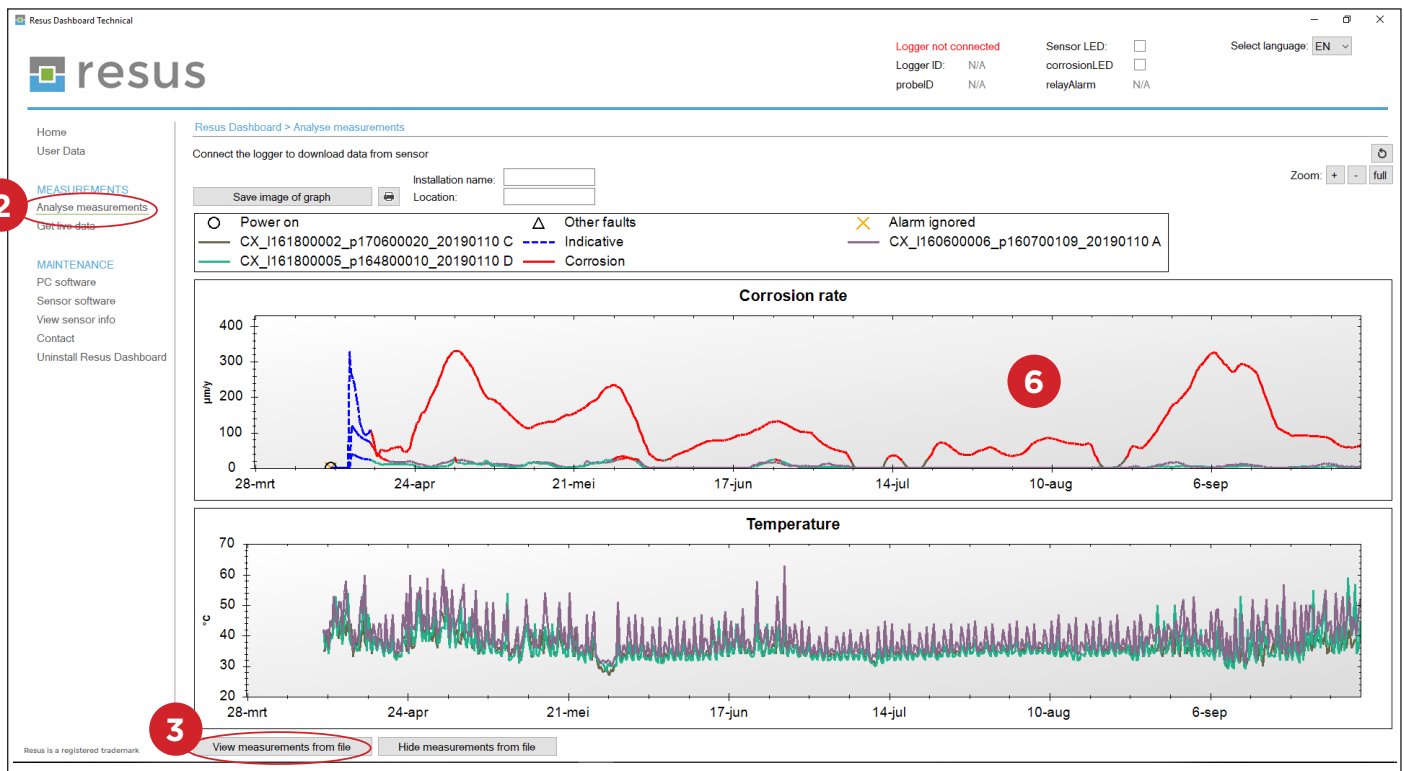 Resus Dashboard Technical
resus
Logger not connected Sensor LED: Select language: EN
Logger ID: N/A corrosionLED
probeID N/A relayAlarm N/A
Home
User Data
MEASUREMENTS
2
Analyse measurements
Get live data
MAINTENANCE
PC software
Sensor software
View sensor info
Contact
Uninstall Resus Dashboard
Resus is a registered trademark
Resus Dashboard > Analyse measurements
Connect the logger to download data from sensor
Zoom: + - full
Installation name:
Save image of graph Location:
Power on Other faults Alarm ignored
CX_l161800002_p170600020_20190110 C Indicative CX_l160600006_p160700109_20190110 A
CX_l161800005_p164800010_20190110 D Corrosion
Corrosion rate
400
300
200
100
0
µm/y
6
28-mrt 24-apr 21-mei 17-jun 14-jul 10-aug 6-sep
Temperature
70
60
50
40
30
20
°C
28-mrt 24-apr 21-mei 17-jun 14-jul 10-aug 6-sep
3
View measurements from file Hide measurements from file